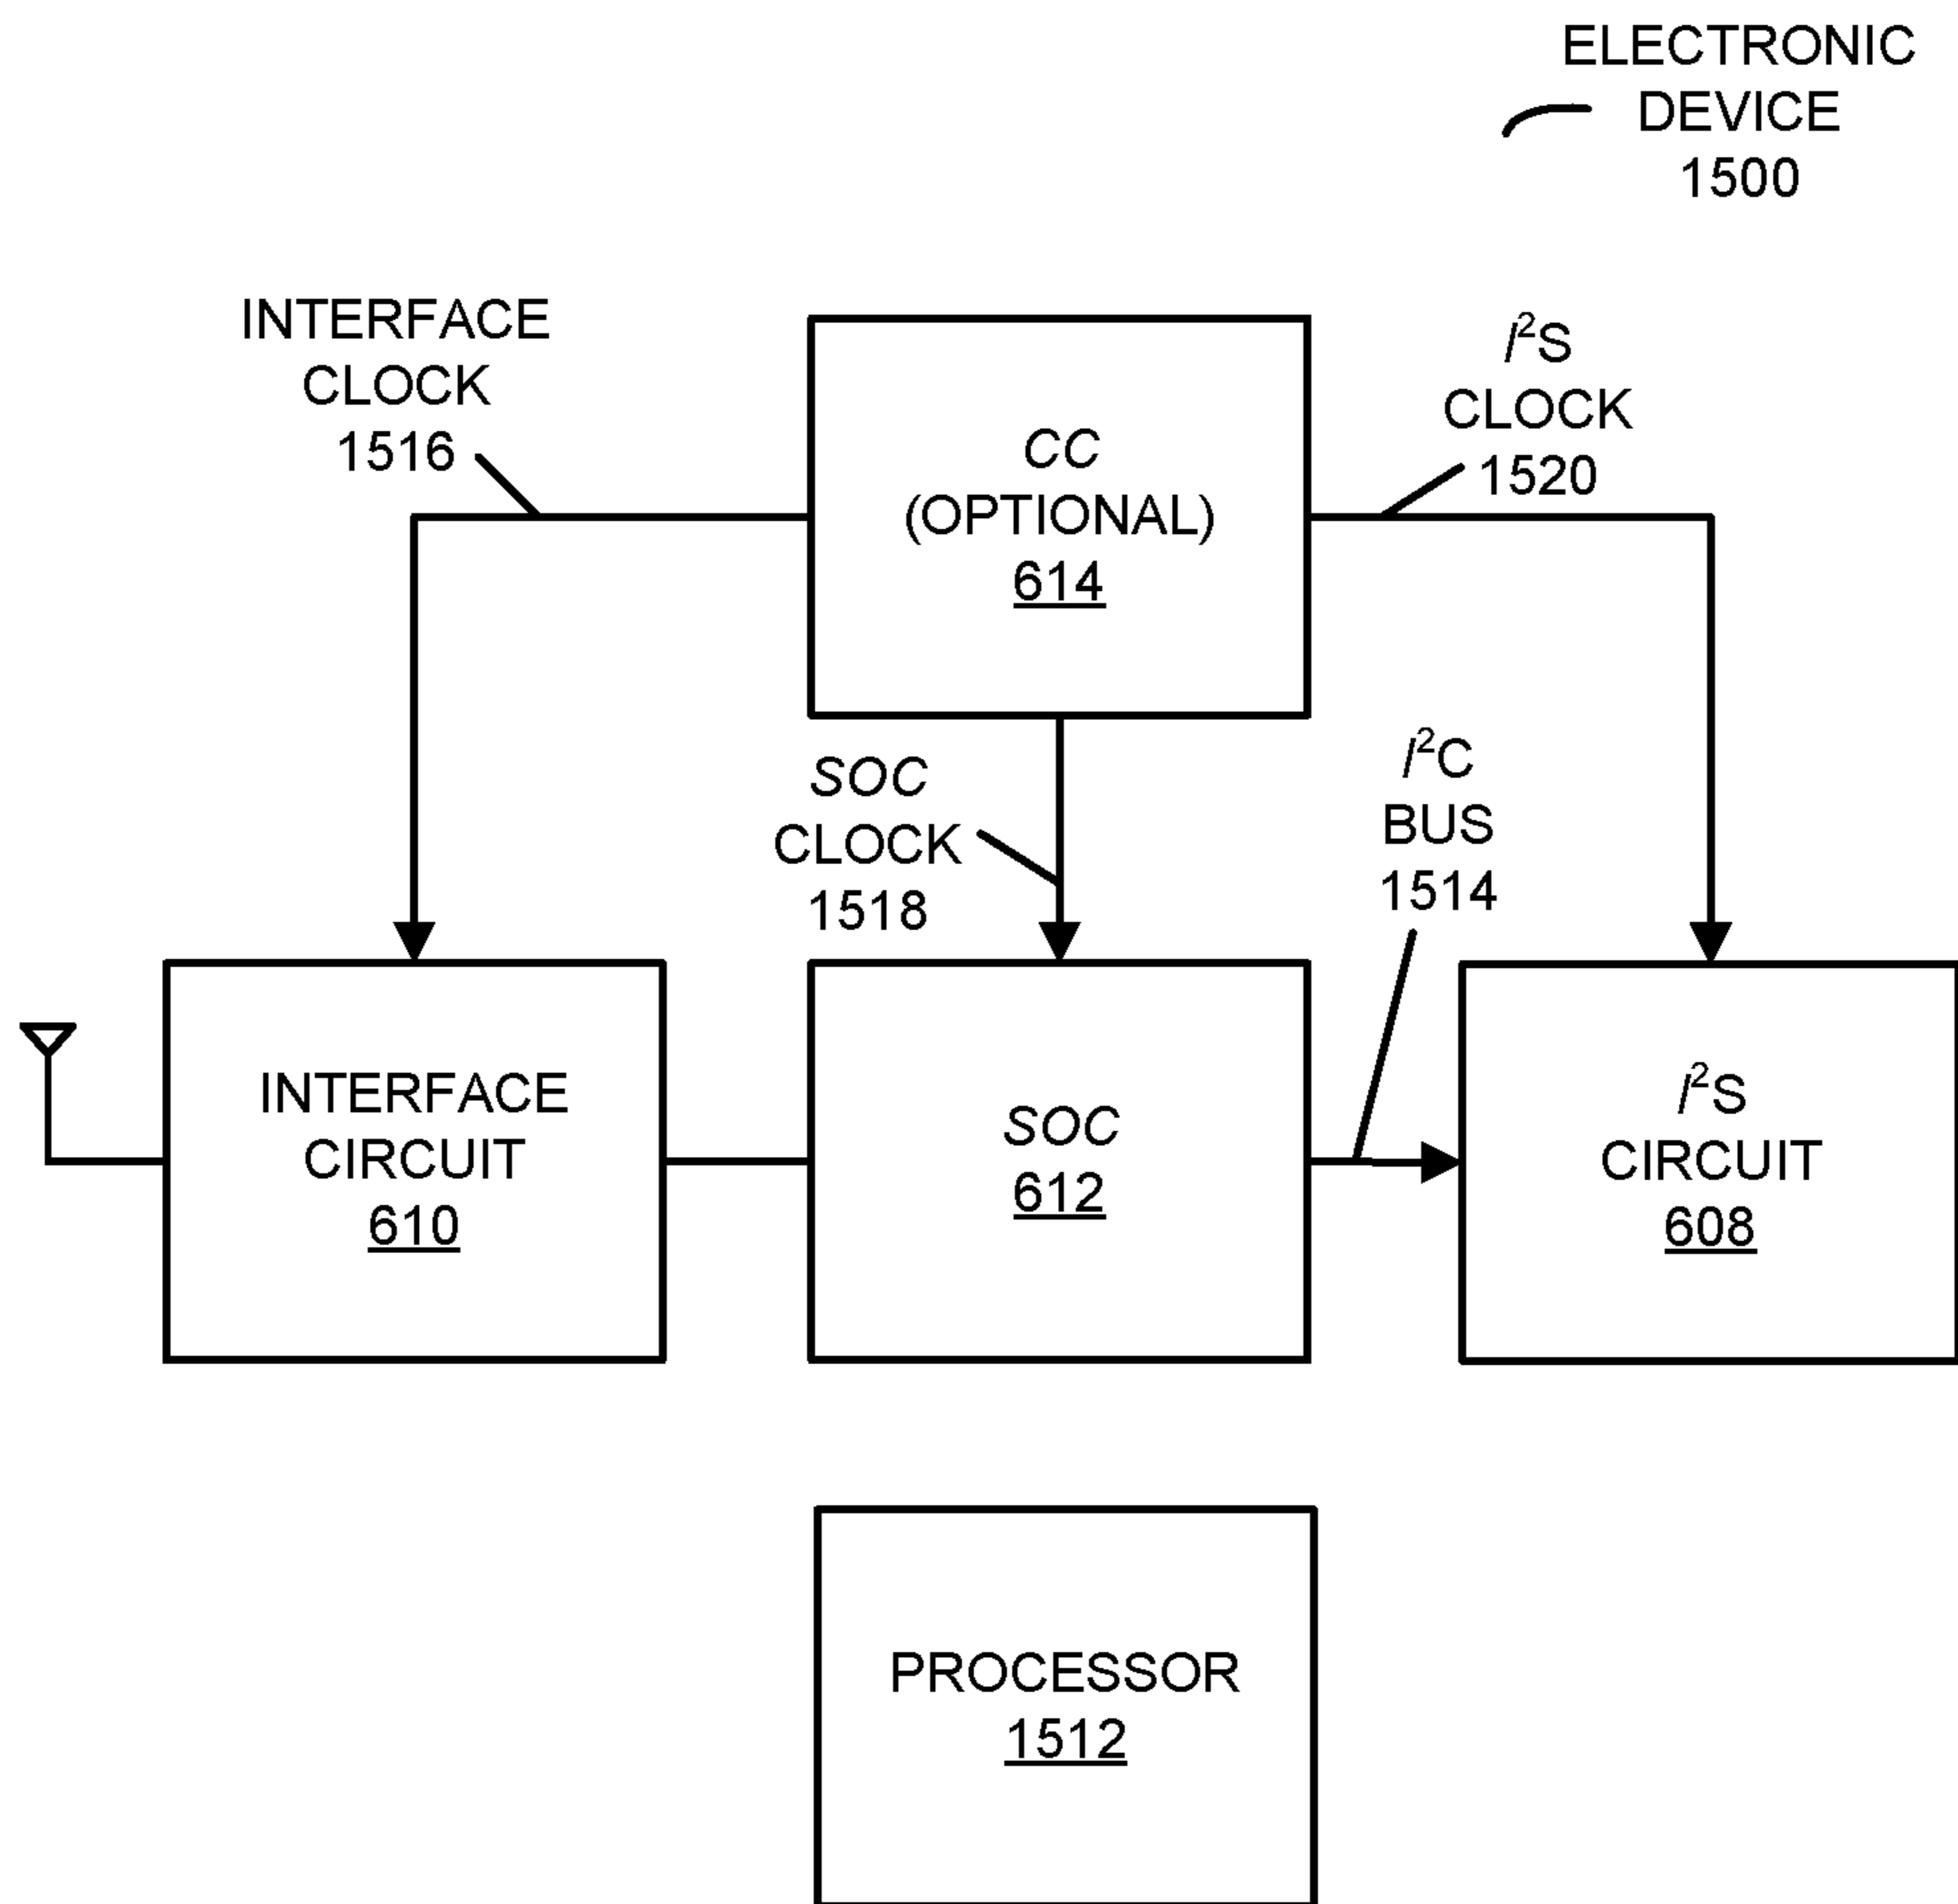 ELECTRONIC
DEVICE
1500
INTERFACE
CLOCK
1516
I²S
CLOCK
1520
CC
(OPTIONAL)
614
SOC
CLOCK
1518
I²C
BUS
1514
INTERFACE
CIRCUIT
610
SOC
612
I²S
CIRCUIT
608
PROCESSOR
1512